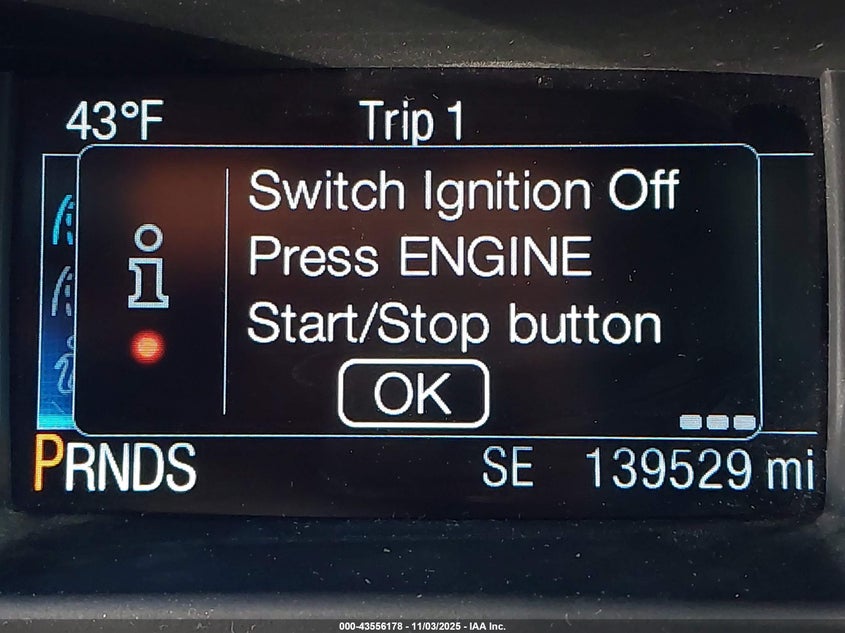 43°F Trip 1
Switch Ignition Off
Press ENGINE
Start/Stop button
OK
PRNDS SE 139529 mi
000-43556178 - 11/03/2025 - IAA Inc.